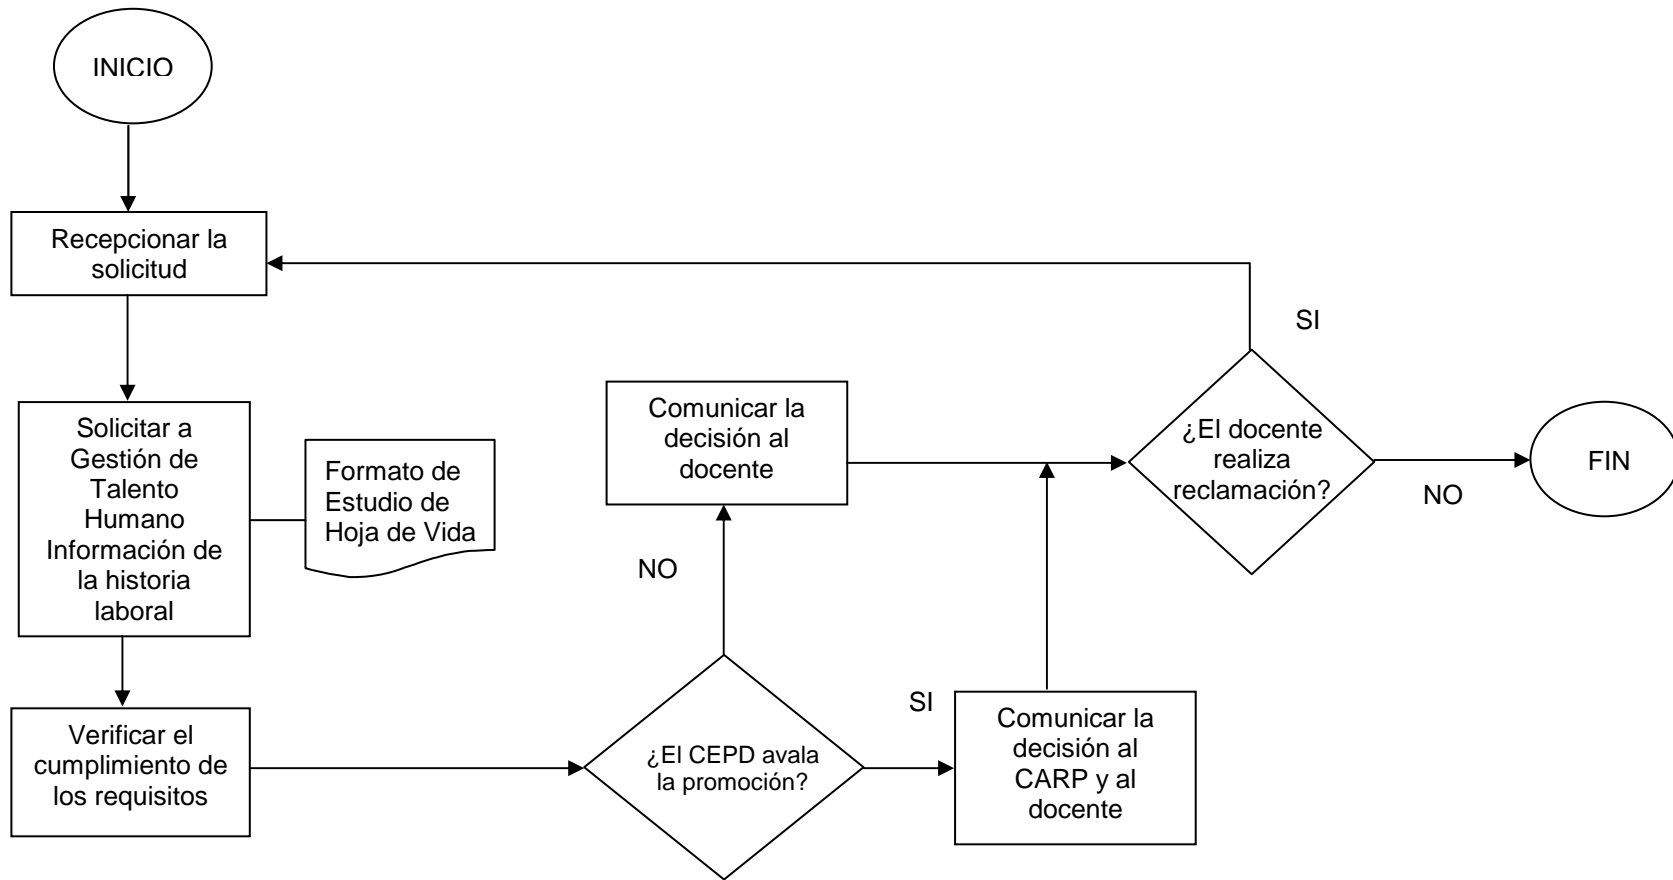 INICIO
Recepcionar la
solicitud
Solicitar a
Gestión de
Talento
Humano
Información de
la historia
laboral
Formato de
Estudio de
Hoja de Vida
Verificar el
cumplimiento de
los requisitos
¿El CEPD avala
la promoción?
NO
Comunicar la
decisión al
docente
SI
Comunicar la
decisión al
CARP y al
docente
¿El docente
realiza
reclamación?
SI
NO
FIN